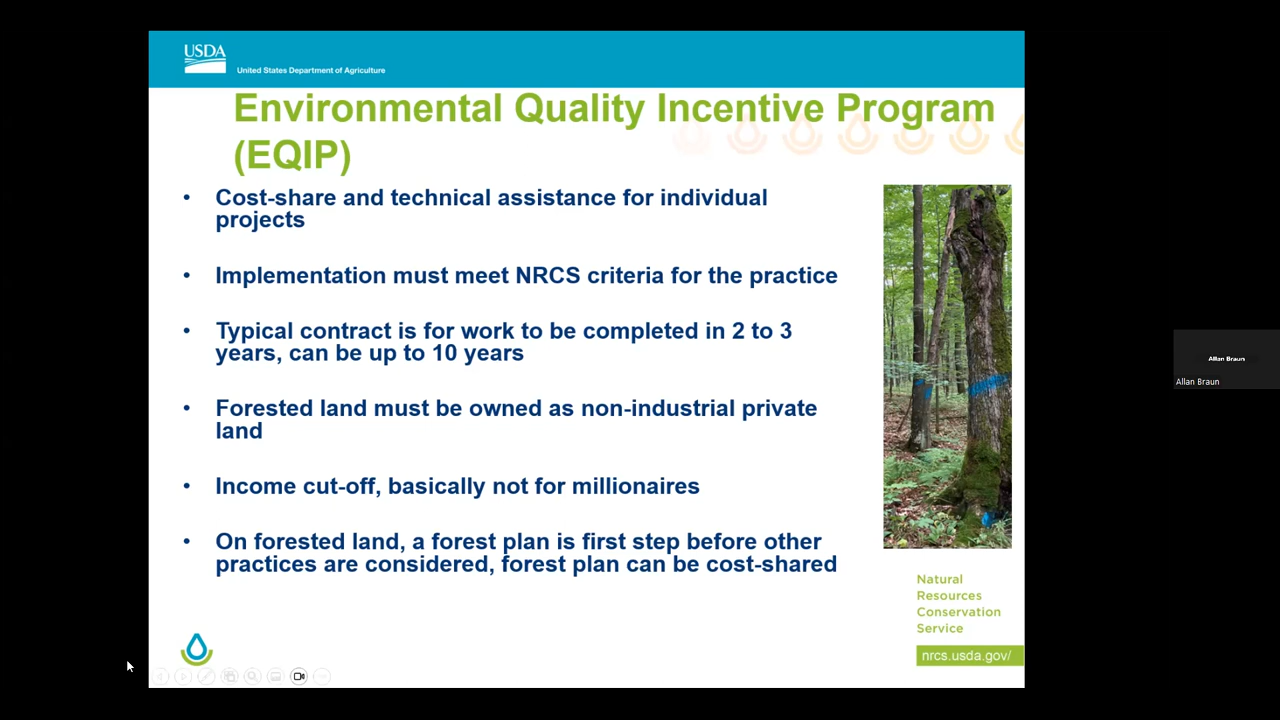 USDA
United States Department of Agriculture
Environmental Quality Incentive Program
(EQIP)
• Cost-share and technical assistance for individual
projects
• Implementation must meet NRCS criteria for the practice
• Typical contract is for work to be completed in 2 to 3
years, can be up to 10 years
• Forested land must be owned as non-industrial private
land
• Income cut-off, basically not for millionaires
• On forested land, a forest plan is first step before other
practices are considered, forest plan can be cost-shared
Natural
Resources
Conservation
Service
nrcs.usda.gov/
Allan Braun
Allan Braun